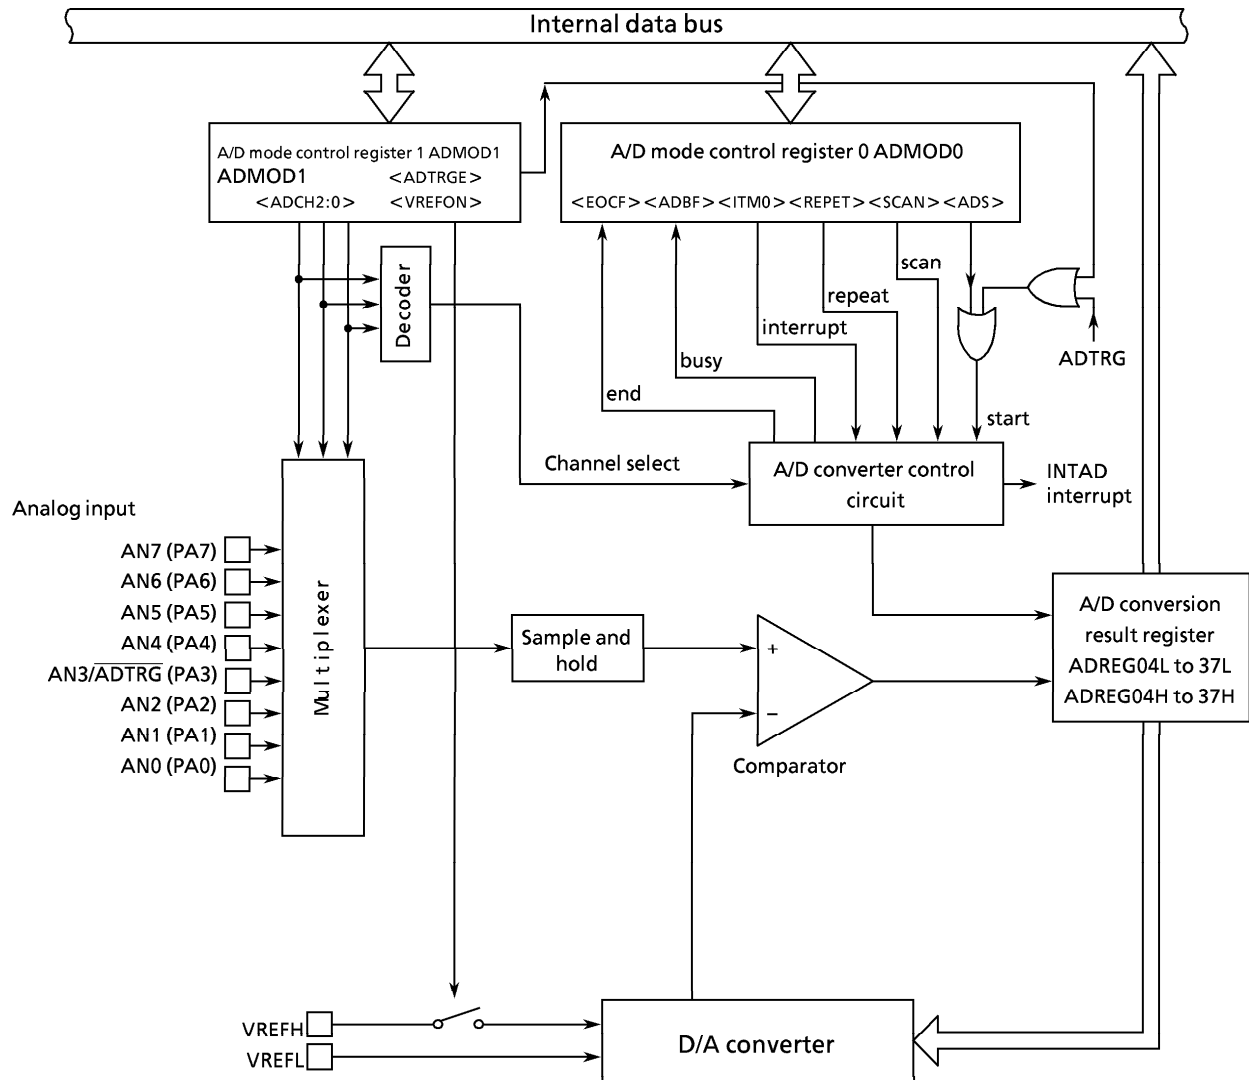 Internal data bus
A/D mode control register 1 ADMOD1
ADMOD1 <ADTRGE>
<ADCH2:0> <VREFON>
A/D mode control register 0 ADMOD0
<EOCF> <ADBF> <ITM0> <REPET> <SCAN> <ADS>
Decoder
scan
repeat
interrupt
busy
end
ADTRG
start
Channel select
A/D converter control
circuit
INTAD
interrupt
Analog input
AN7 (PA7)
AN6 (PA6)
AN5 (PA5)
AN4 (PA4)
AN3/ADTRG (PA3)
AN2 (PA2)
AN1 (PA1)
AN0 (PA0)
Multiplexer
Sample and
hold
+
−
Comparator
A/D conversion
result register
ADREG04L to 37L
ADREG04H to 37H
VREFH
VREFL
D/A converter